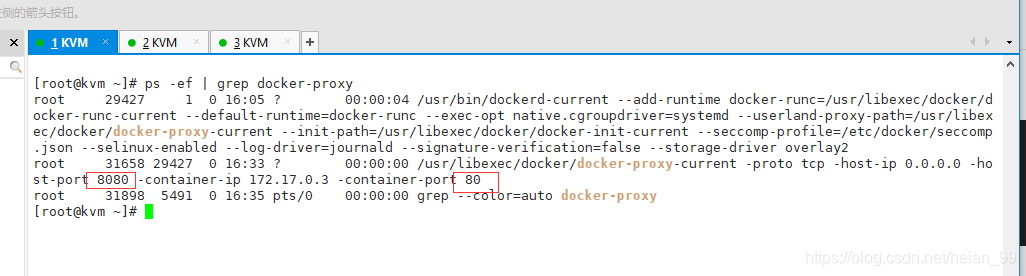 侧的箭头按钮。
1 KVM
2 KVM
3 KVM
[root@kvm ~]# ps -ef | grep docker-proxy
root     29427     1  0 16:05 ?        00:00:04 /usr/bin/dockerd-current --add-runtime docker-runc=/usr/libexec/docker/d
ocker-runc-current --default-runtime=docker-runc --exec-opt native.cgroupdriver=systemd --userland-proxy-path=/usr/libex
ec/docker/docker-proxy-current --init-path=/usr/libexec/docker/docker-init-current --seccomp-profile=/etc/docker/seccomp
.json --selinux-enabled --log-driver=journald --signature-verification=false --storage-driver overlay2
root     31658 29427  0 16:33 ?        00:00:00 /usr/libexec/docker/docker-proxy-current -proto tcp -host-ip 0.0.0.0 -ho
st-port 8080 -container-ip 172.17.0.3 -container-port 80
root     31898  5491  0 16:35 pts/0    00:00:00 grep --color=auto docker-proxy
[root@kvm ~]#
https://blog.csdn.net/heian_99